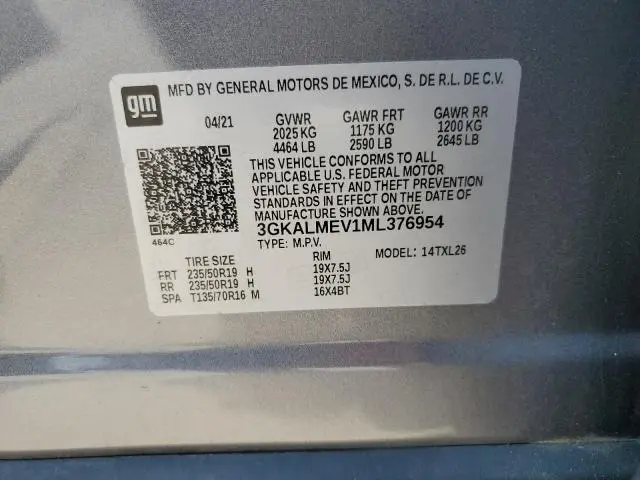 gm
MFD BY GENERAL MOTORS DE MEXICO, S. DE R.L. DE C.V.
04/21 GVWR GAWR FRT GAWR RR
2025 KG 1175 KG 1200 KG
4464 LB 2590 LB 2645 LB
THIS VEHICLE CONFORMS TO ALL
APPLICABLE U.S. FEDERAL MOTOR
VEHICLE SAFETY AND THEFT PREVENTION
STANDARDS IN EFFECT ON THE DATE OF
MANUFACTURE SHOWN ABOVE.
3GKALMEV1ML376954
464C
TYPE: M.P.V. MODEL: 14TXL26
TIRE SIZE RIM
FRT 235/50R19 H 19X7.5J
RR 235/50R19 H 19X7.5J
SPA T135/70R16 M 16X4BT